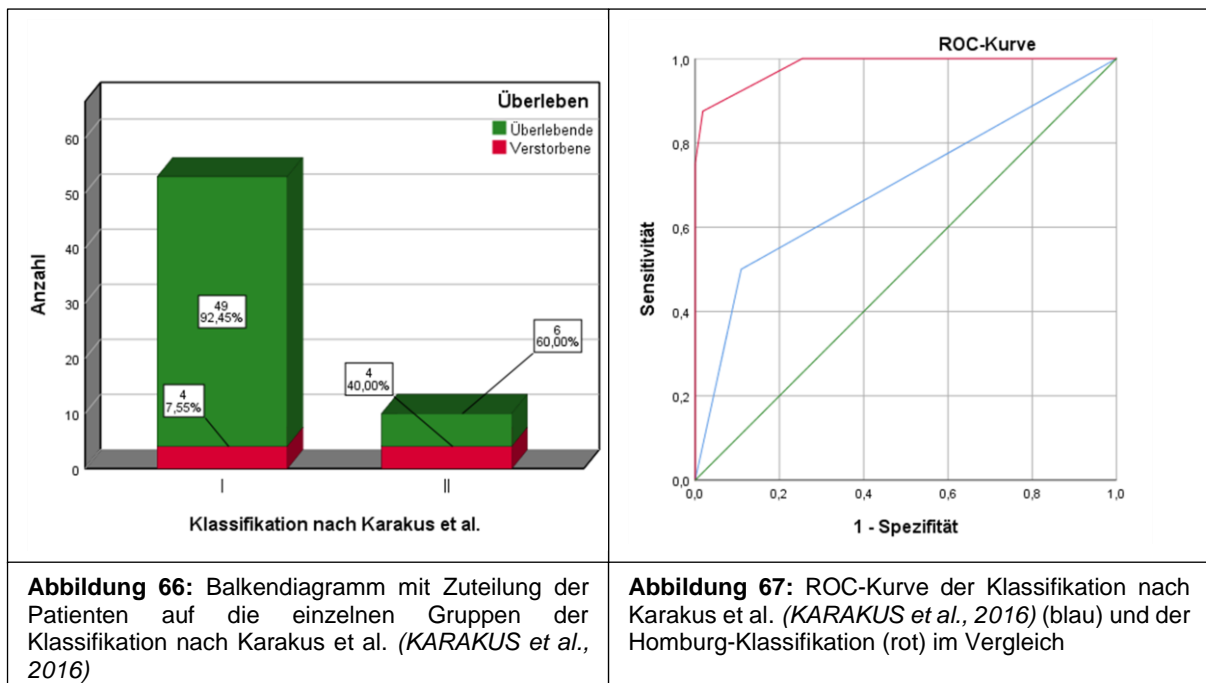 Überleben
Überlebende
Verstorbene
Anzahl
60
50
40
30
20
10
0
49
92,45%
4
7,55%
4
40,00%
6
60,00%
I
II
Klassifikation nach Karakus et al.
ROC-Kurve
Sensitivität
1,0
0,8
0,6
0,4
0,2
0,0
0,0
0,2
0,4
0,6
0,8
1,0
1 - Spezifität
Abbildung 66: Balkendiagramm mit Zuteilung der
Patienten auf die einzelnen Gruppen der
Klassifikation nach Karakus et al. (KARAKUS et al.,
2016)
Abbildung 67: ROC-Kurve der Klassifikation nach
Karakus et al. (KARAKUS et al., 2016) (blau) und der
Homburg-Klassifikation (rot) im Vergleich